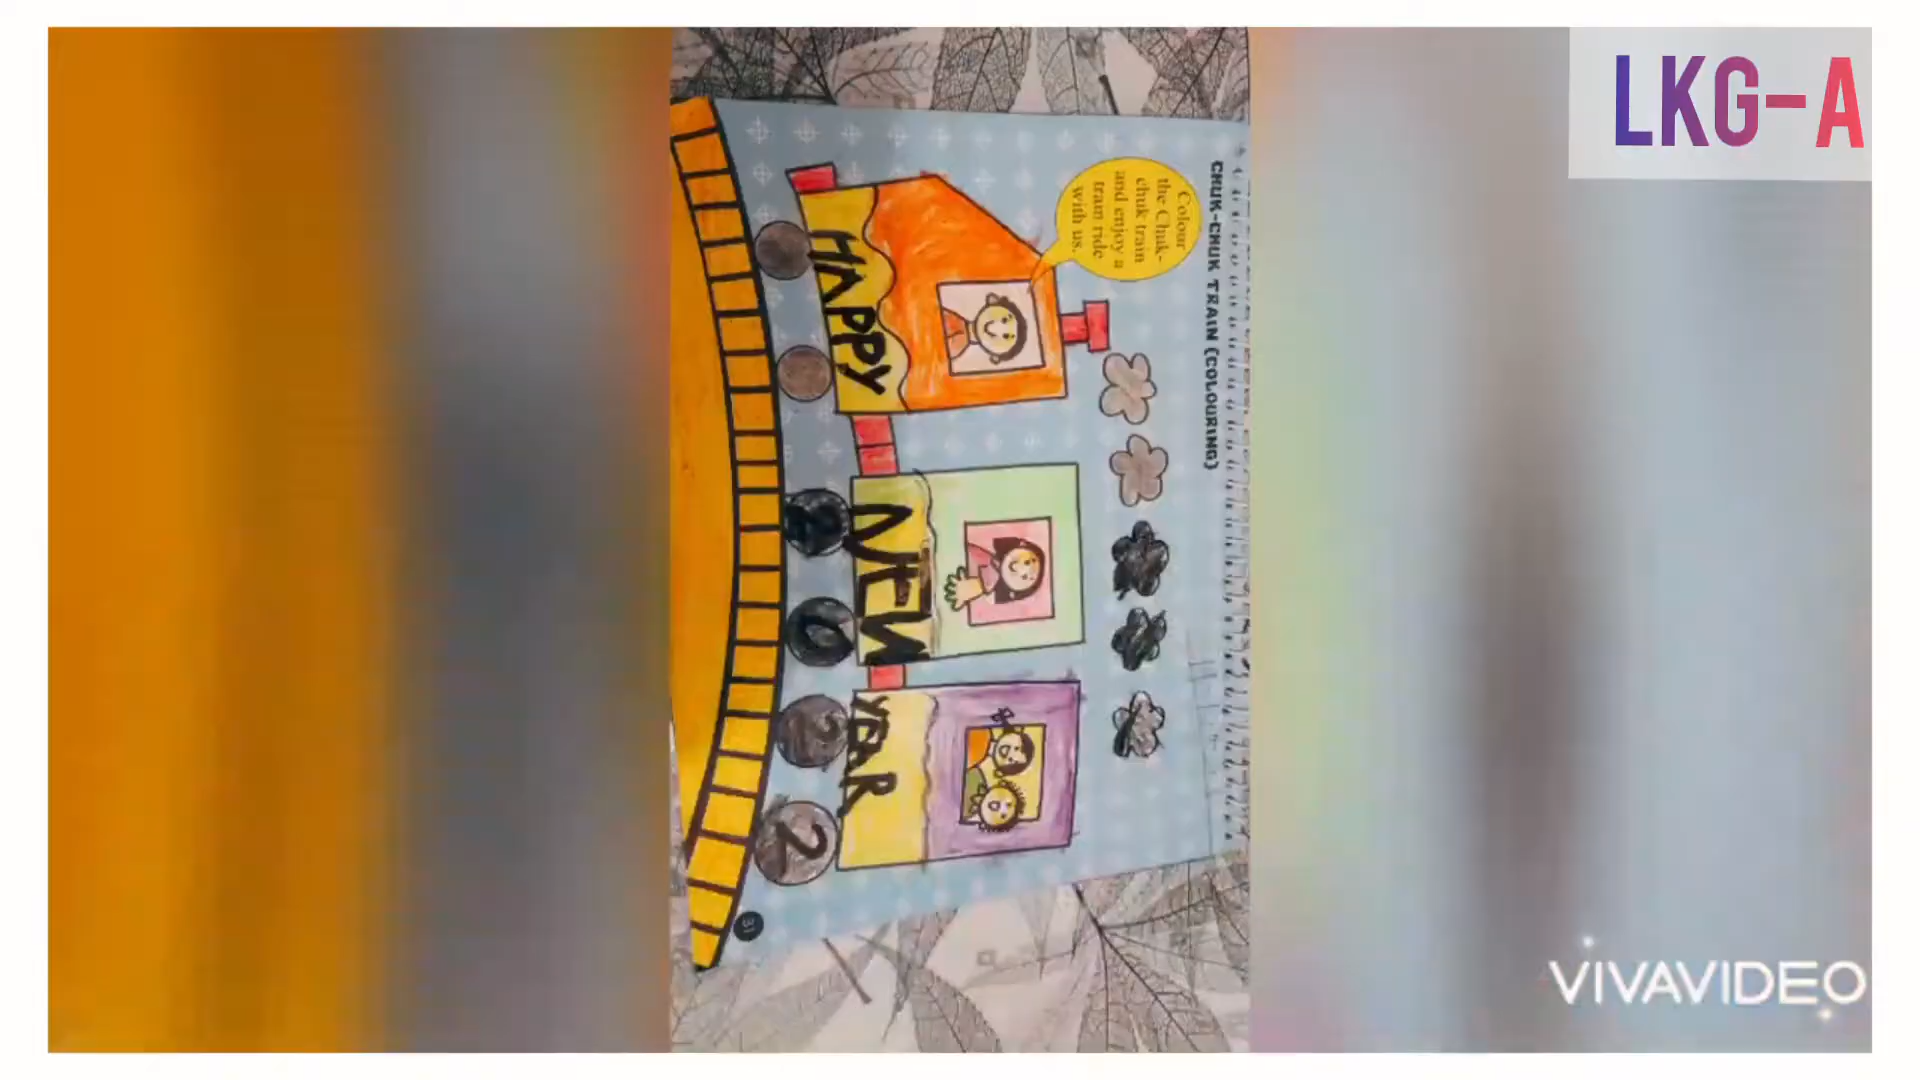 LKG-A
CHUK-CHUK TRAIN (COLOURING)
Colour
the Chuk-
chuk train
and enjoy a
train ride
with us.
HAPPY
NEW
YEAR
2
0
2
2
31
VIVAVIDEO